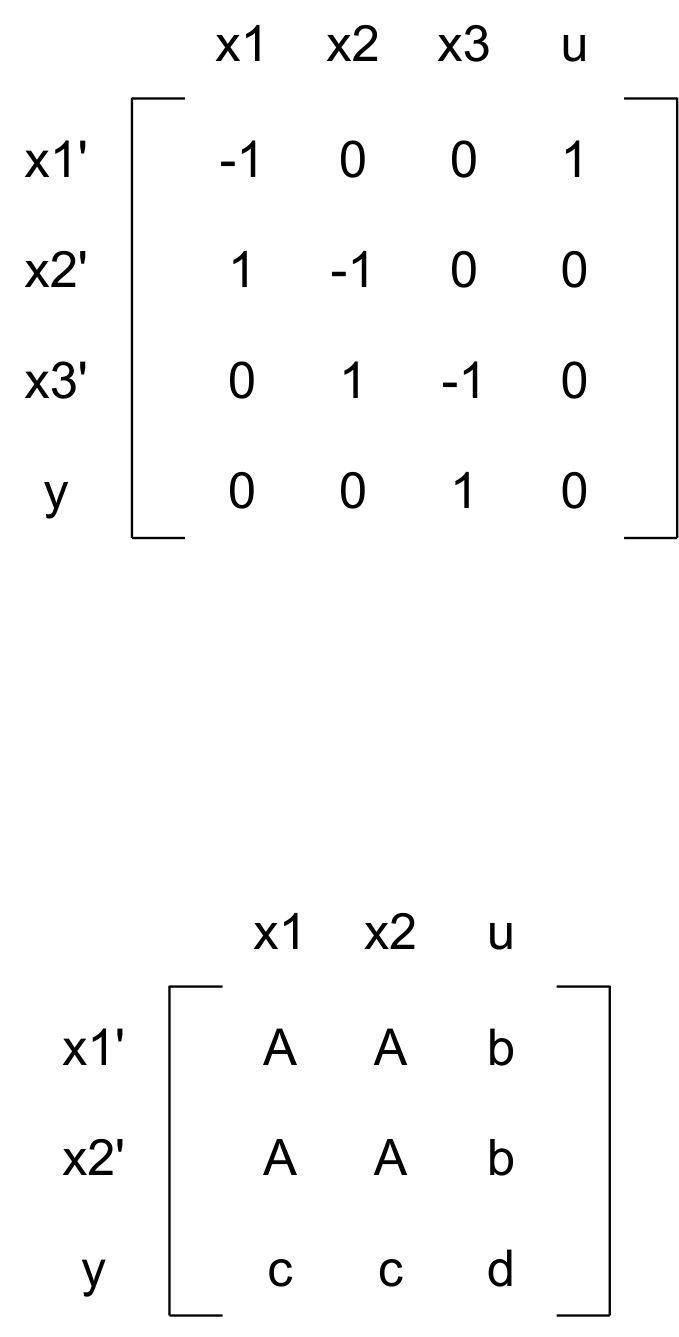 x1 x2 x3 u
x1' -1 0 0 1
x2' 1 -1 0 0
x3' 0 1 -1 0
y 0 0 1 0
x1 x2 u
x1' A A b
x2' A A b
y c c d